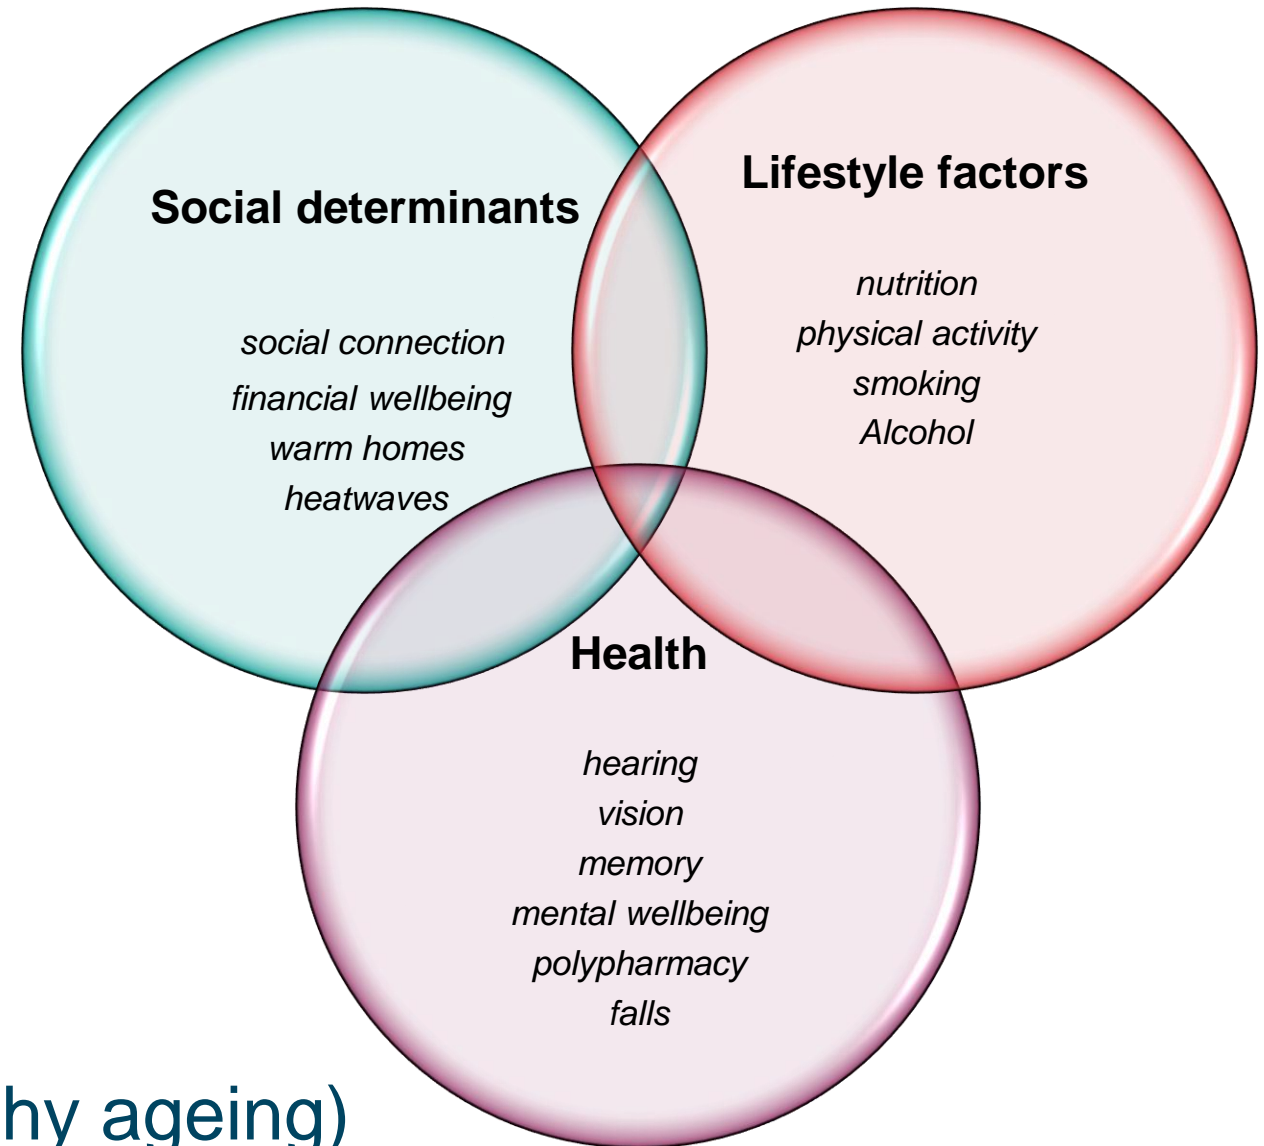 Social determinants
social connection
financial wellbeing
warm homes
heatwaves
Lifestyle factors
nutrition
physical activity
smoking
Alcohol
Health
hearing
vision
memory
mental wellbeing
polypharmacy
falls
hy ageing)